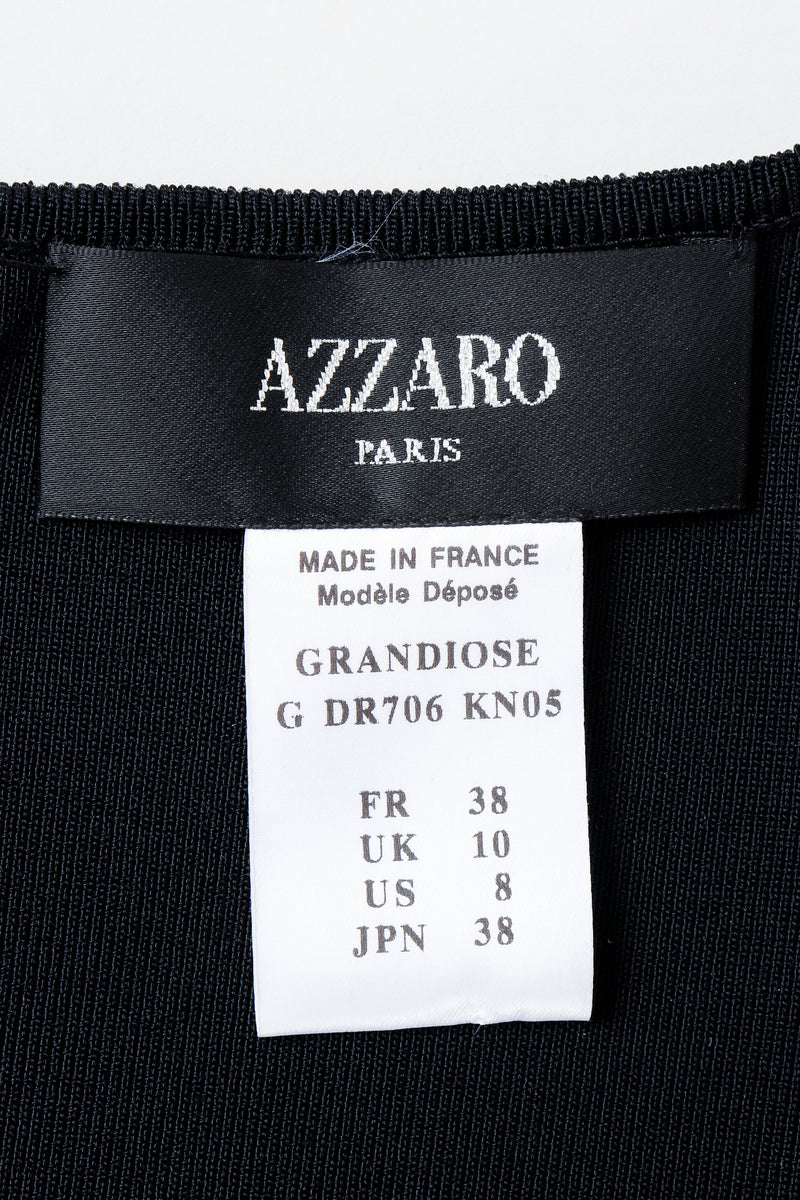 AZZARO
PARIS
MADE IN FRANCE
Modèle Déposé
GRANDIOSE
G DR706 KN05
FR 38
UK 10
US 8
JPN 38